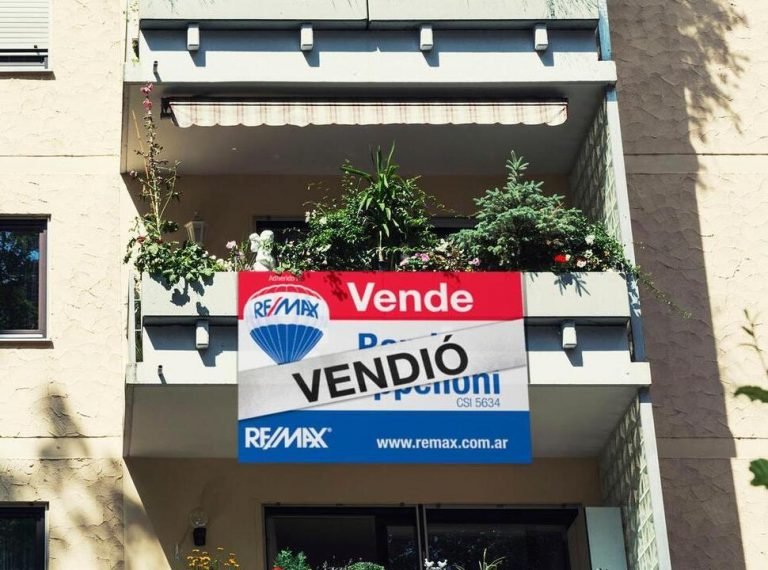 Vende
RE/MAX
VENDIÓ
CSI 5634
RE/MAX®
www.remax.com.ar